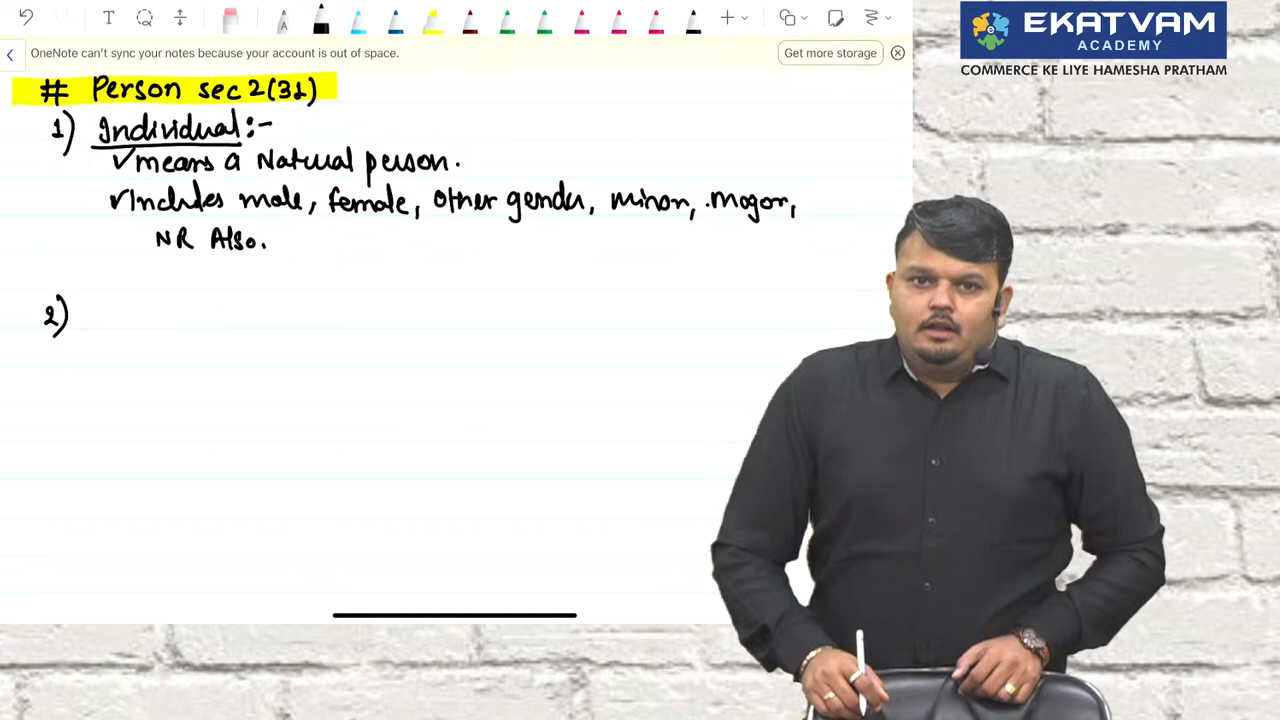 EKATVAM
ACADEMY
COMMERCE KE LIYE HAMESHA PRATHAM
OneNote can't sync your notes because your account is out of space.
Get more storage
# Person sec 2(31)
1) Individual:-
✓means a Natural person.
✓Includes male, female, other gender, minor, major,
NR Also.
2)